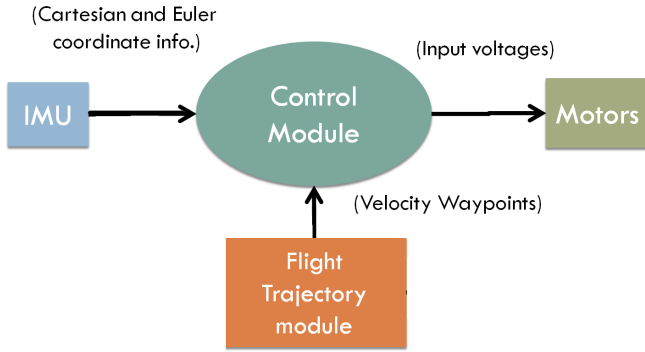 (Cartesian and Euler
coordinate info.)
(Input voltages)
IMU
Control
Module
Motors
(Velocity Waypoints)
Flight
Trajectory
module